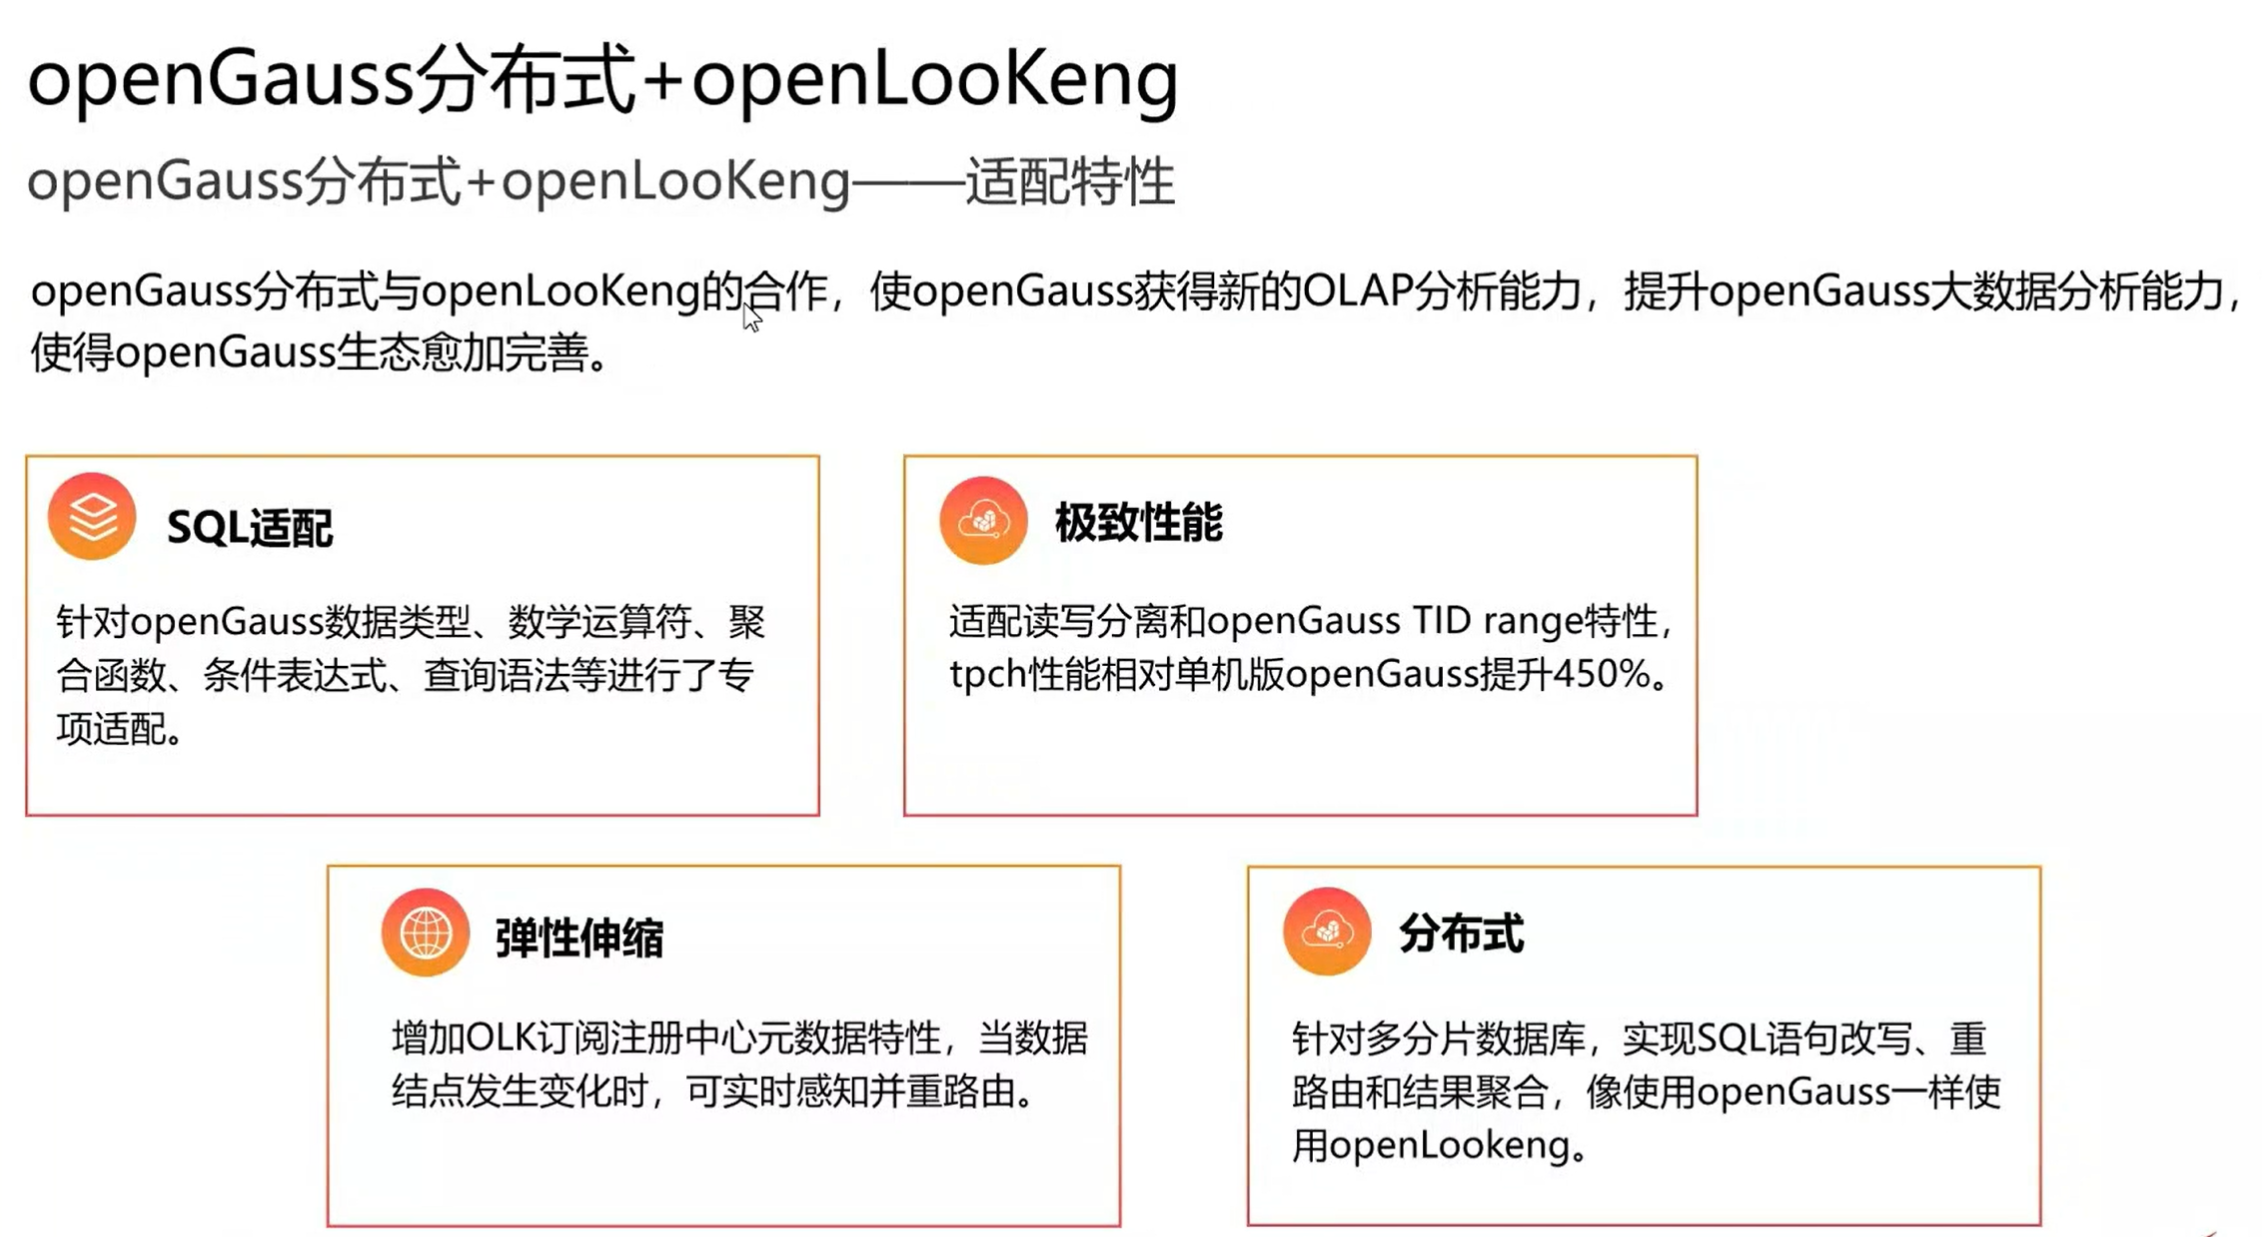 openGauss分布式+openLooKeng
openGauss分布式+openLooKeng——适配特性
openGauss分布式与openLooKeng的合作，使openGauss获得新的OLAP分析能力，提升openGauss大数据分析能力，
使得openGauss生态愈加完善。
SQL适配
针对openGauss数据类型、数学运算符、聚
合函数、条件表达式、查询语法等进行了专
项适配。
极致性能
适配读写分离和openGauss TID range特性，
tpch性能相对单机版openGauss提升450%。
弹性伸缩
增加OLK订阅注册中心元数据特性，当数据
结点发生变化时，可实时感知并重路由。
分布式
针对多分片数据库，实现SQL语句改写、重
路由和结果聚合，像使用openGauss一样使
用openLookeng。